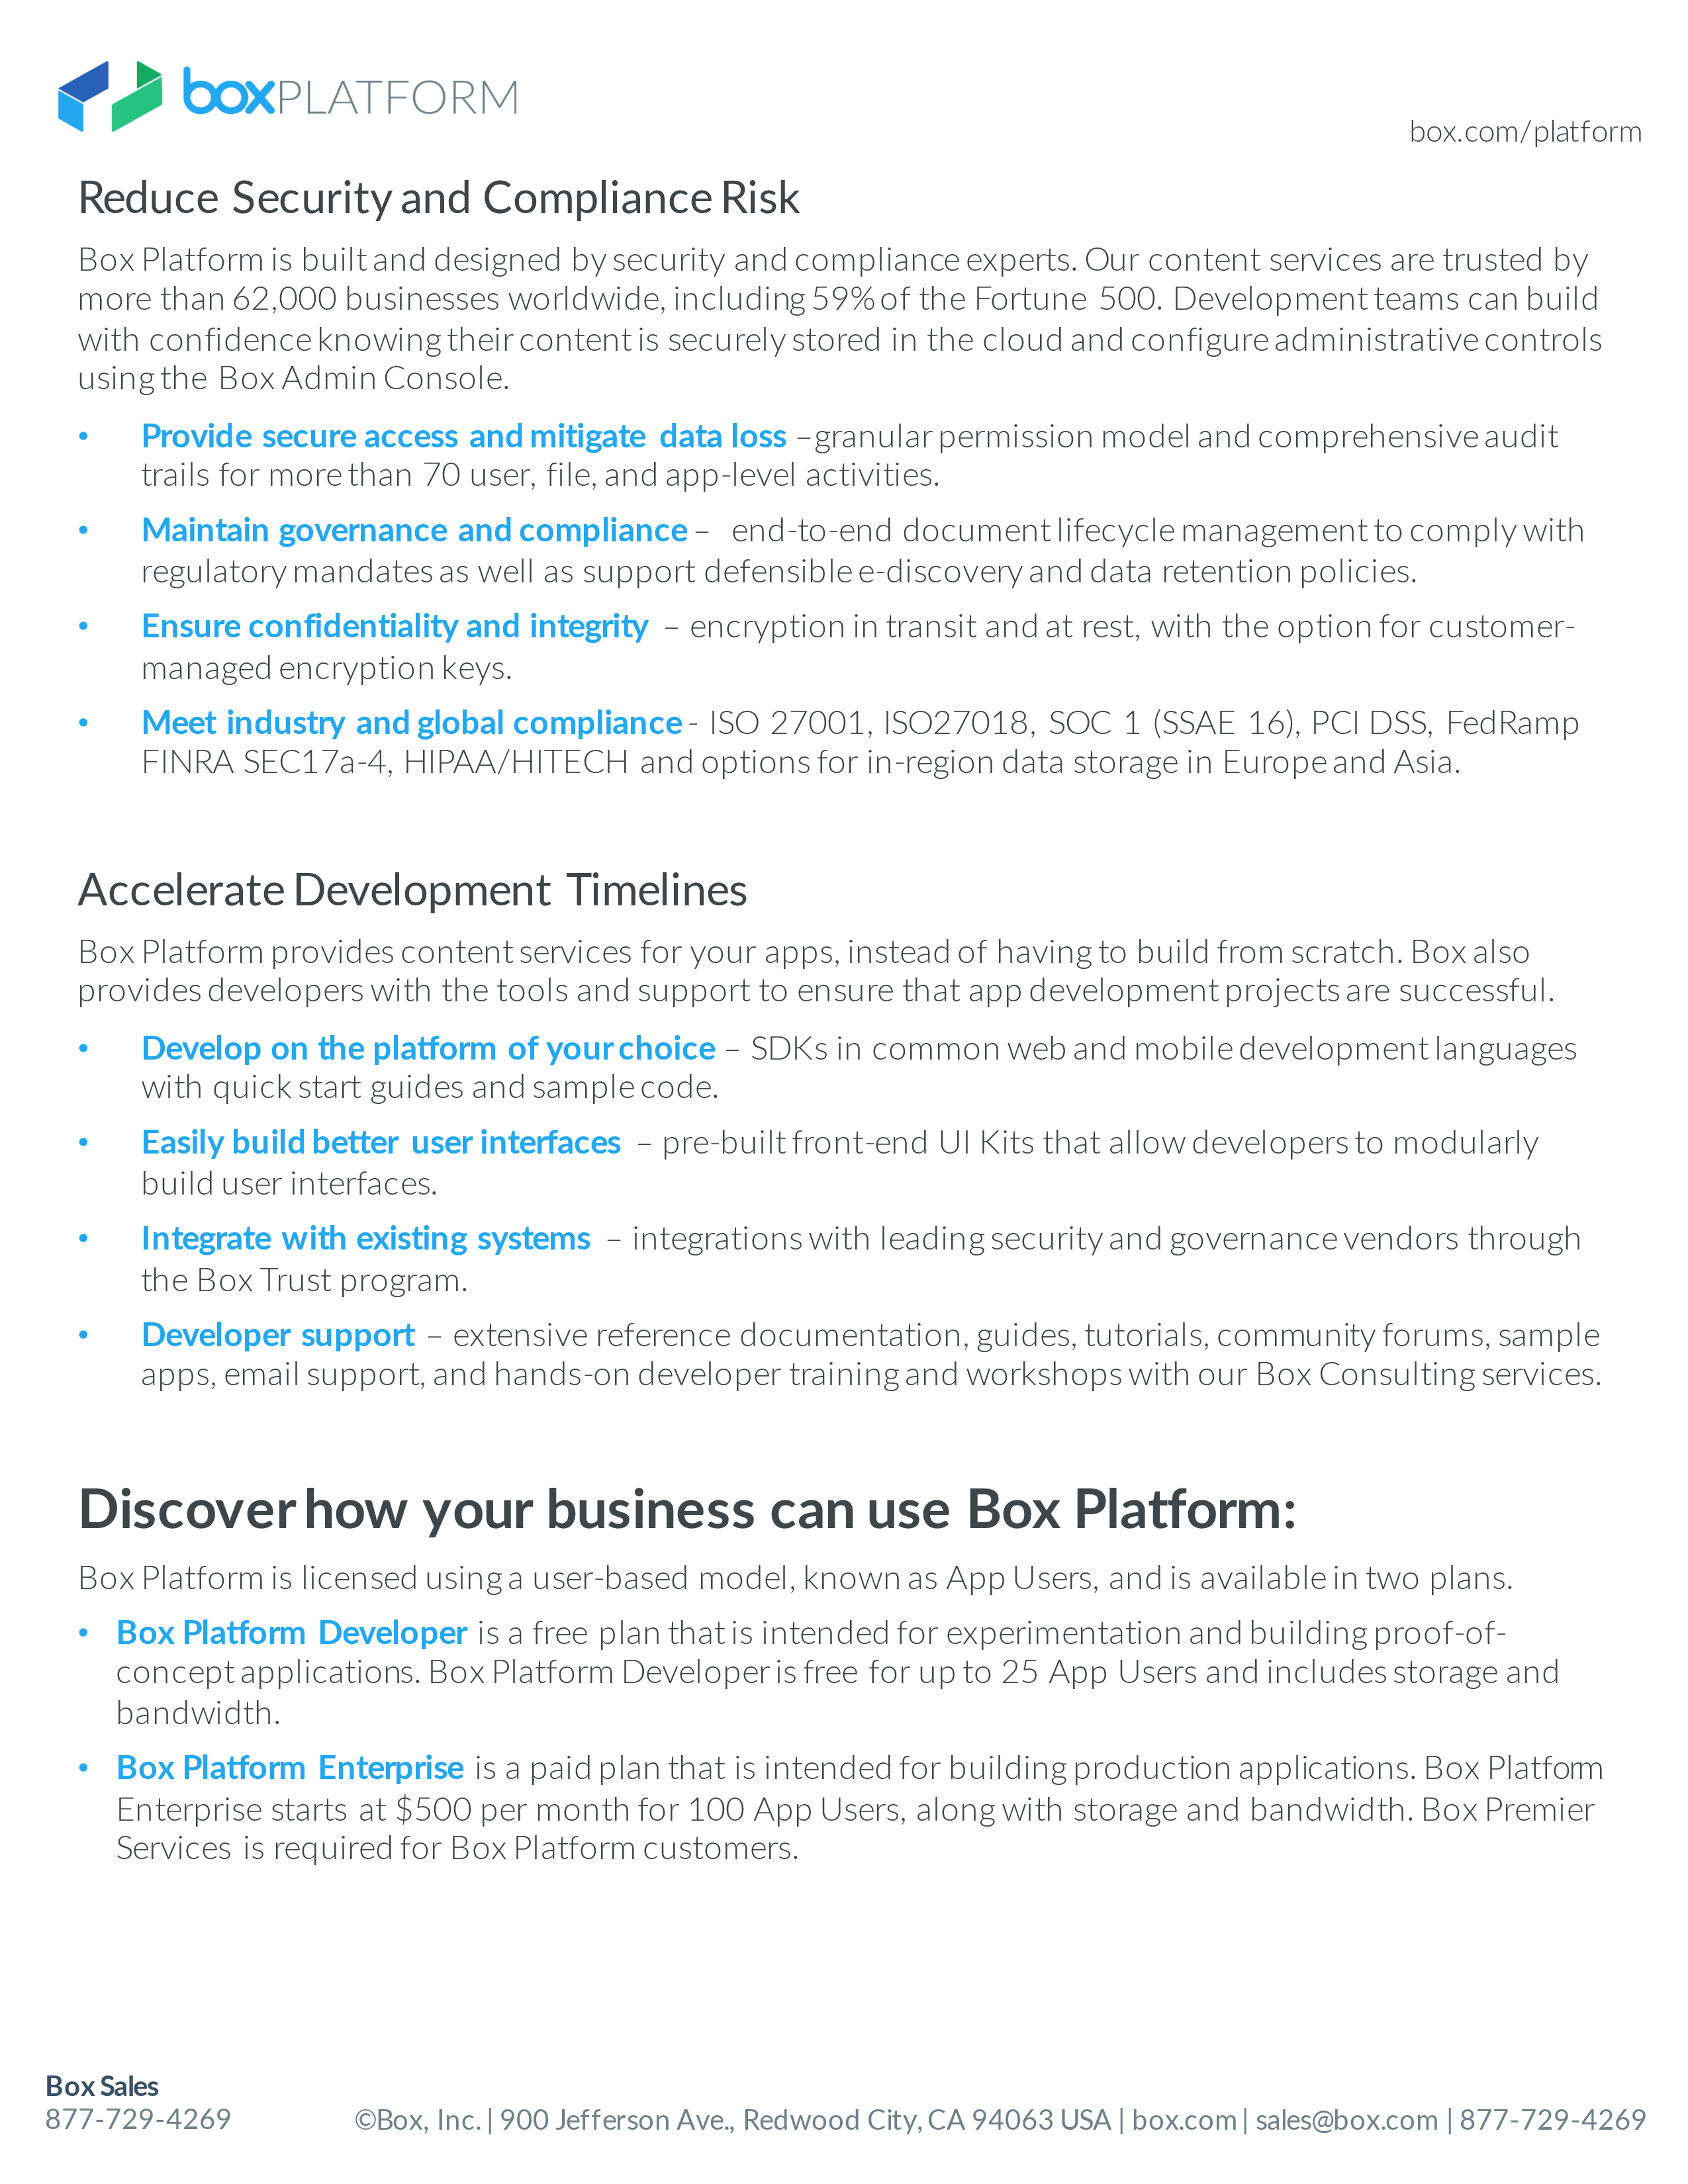 boxPLATFORM
box.com/platform
Reduce Security and Compliance Risk
Box Platform is built and designed by security and compliance experts. Our content services are trusted by
more than 62,000 businesses worldwide, including 59% of the Fortune 500. Development teams can build
with confidence knowing their content is securely stored in the cloud and configure administrative controls
using the Box Admin Console.
• Provide secure access and mitigate data loss –granular permission model and comprehensive audit
trails for more than 70 user, file, and app-level activities.
• Maintain governance and compliance – end-to-end document lifecycle management to comply with
regulatory mandates as well as support defensible e-discovery and data retention policies.
• Ensure confidentiality and integrity – encryption in transit and at rest, with the option for customer-
managed encryption keys.
• Meet industry and global compliance - ISO 27001, ISO27018, SOC 1 (SSAE 16), PCI DSS, FedRamp
FINRA SEC17a-4, HIPAA/HITECH and options for in-region data storage in Europe and Asia.
Accelerate Development Timelines
Box Platform provides content services for your apps, instead of having to build from scratch. Box also
provides developers with the tools and support to ensure that app development projects are successful.
• Develop on the platform of your choice – SDKs in common web and mobile development languages
with quick start guides and sample code.
• Easily build better user interfaces – pre-built front-end UI Kits that allow developers to modularly
build user interfaces.
• Integrate with existing systems – integrations with leading security and governance vendors through
the Box Trust program.
• Developer support – extensive reference documentation, guides, tutorials, community forums, sample
apps, email support, and hands-on developer training and workshops with our Box Consulting services.
Discover how your business can use Box Platform:
Box Platform is licensed using a user-based model, known as App Users, and is available in two plans.
• Box Platform Developer is a free plan that is intended for experimentation and building proof-of-
concept applications. Box Platform Developer is free for up to 25 App Users and includes storage and
bandwidth.
• Box Platform Enterprise is a paid plan that is intended for building production applications. Box Platform
Enterprise starts at $500 per month for 100 App Users, along with storage and bandwidth. Box Premier
Services is required for Box Platform customers.
Box Sales
877-729-4269
©Box, Inc. | 900 Jefferson Ave., Redwood City, CA 94063 USA | box.com | sales@box.com | 877-729-4269